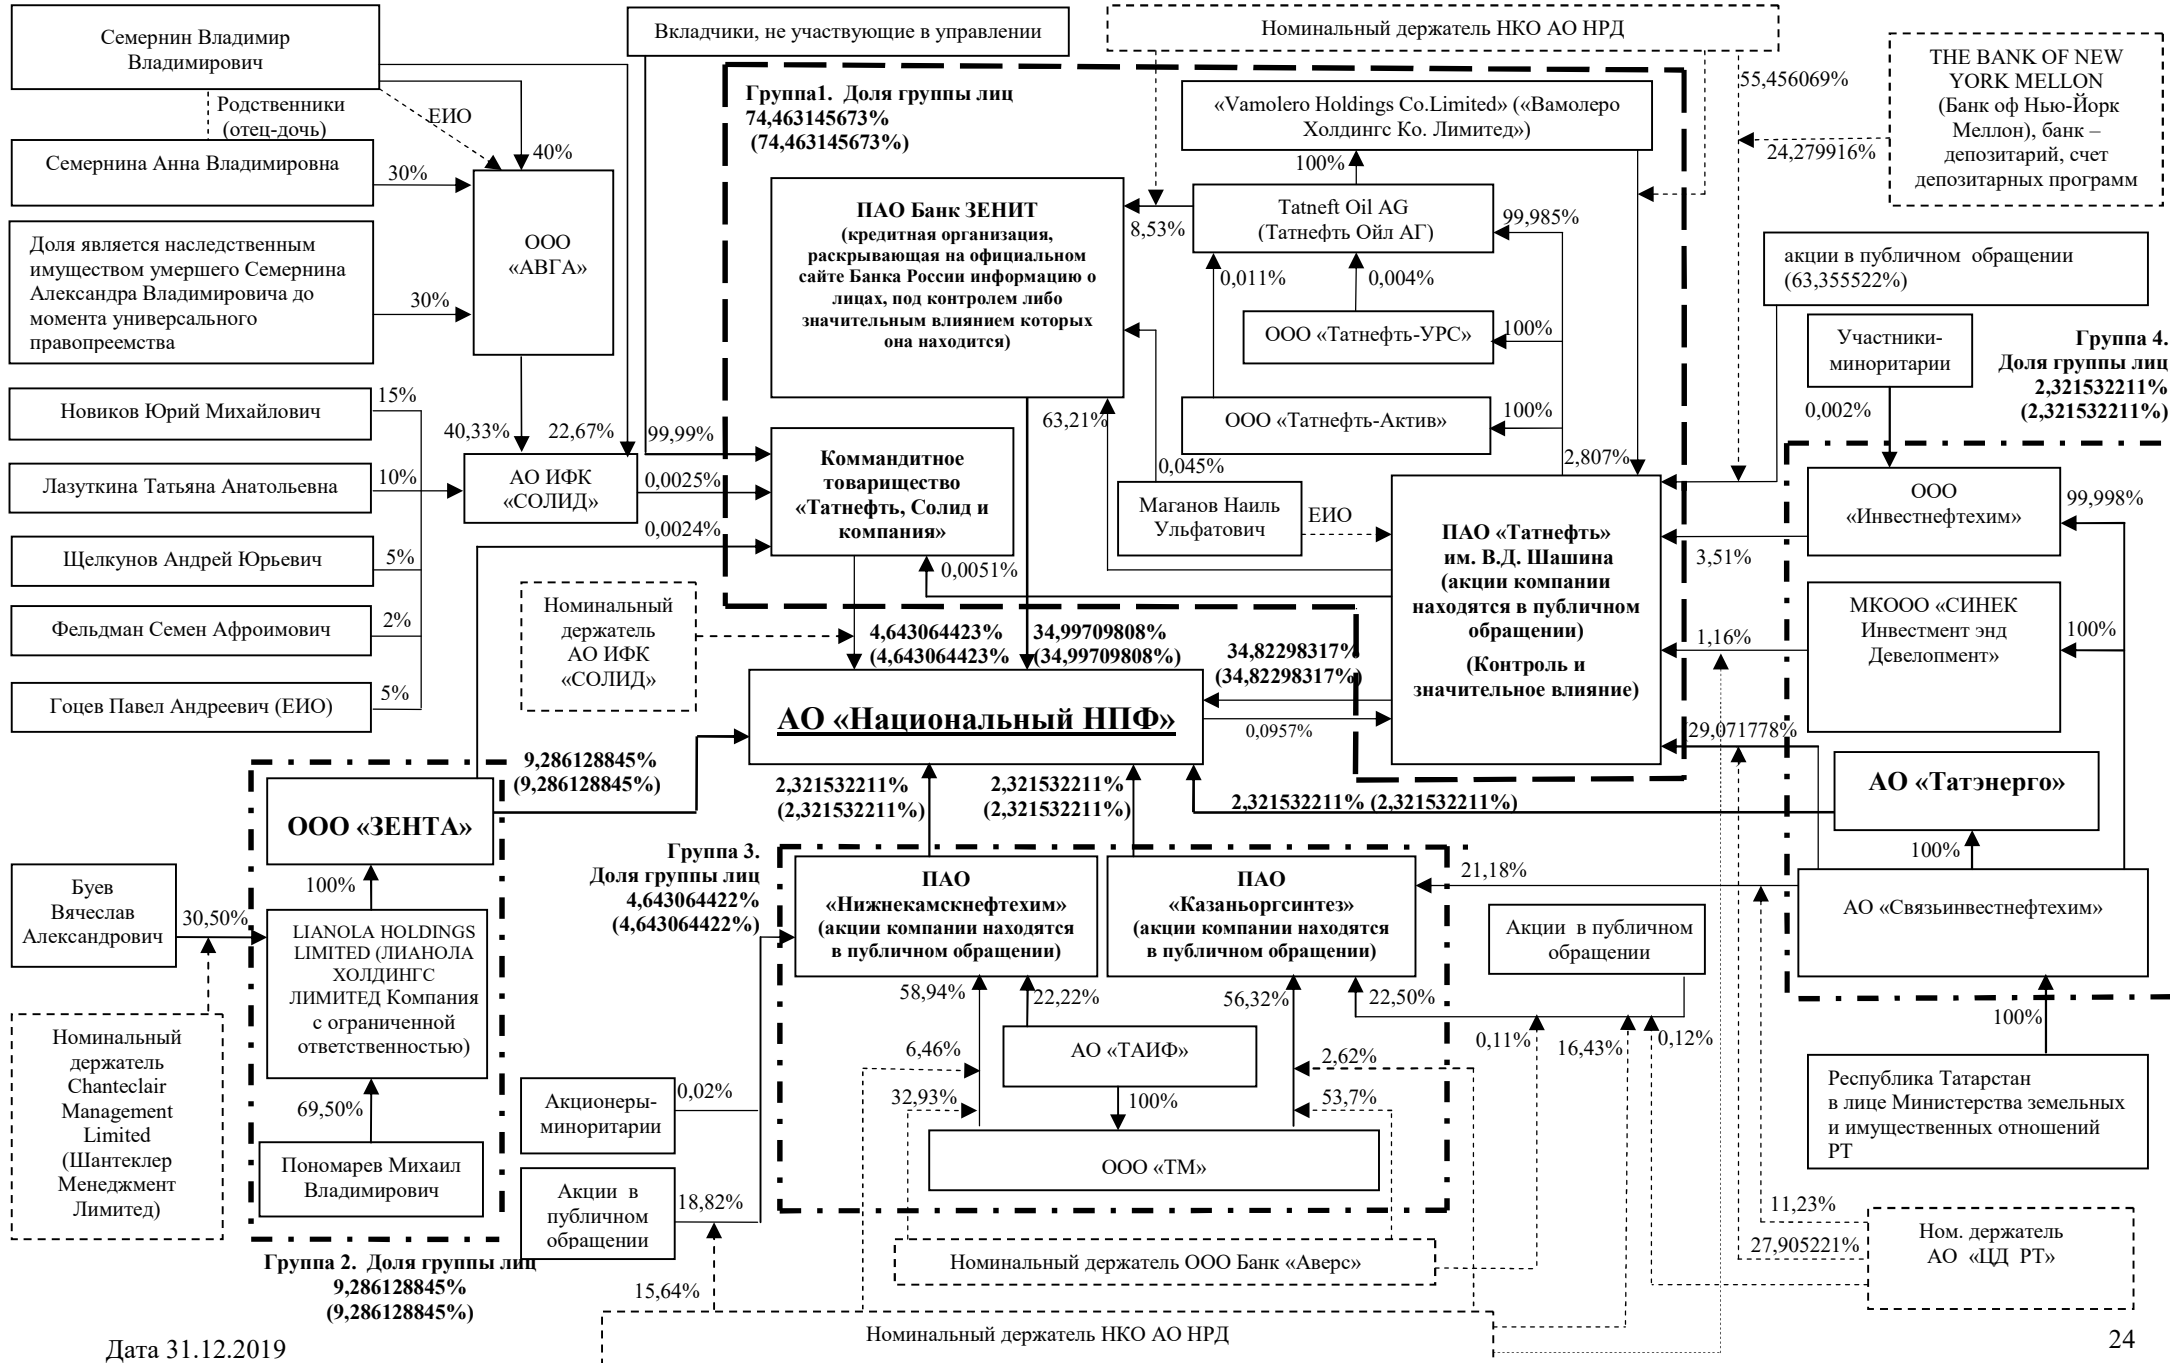 Семернин Владимир
Владимирович
Родственники
(отец-дочь)
ЕИО
40%
Семернина Анна Владимировна
30%
Доля является наследственным
имуществом умершего Семернина
Александра Владимировича до
момента универсального
правопреемства
30%
ООО
«АВГА»
Новиков Юрий Михайлович
15%
Лазуткина Татьяна Анатольевна
10%
Щелкунов Андрей Юрьевич
5%
Фельдман Семен Афроимович
2%
Гоцев Павел Андреевич (ЕИО)
5%
40,33%
22,67%
99,99%
АО ИФК
«СОЛИД»
0,0025%
0,0024%
Вкладчики, не участвующие в управлении
Номинальный держатель НКО АО НРД
Группа1. Доля группы лиц
74,463145673%
(74,463145673%)
«Vamolero Holdings Co.Limited» («Вамолеро
Холдингс Ко. Лимитед»)
100%
ПАО Банк ЗЕНИТ
(кредитная организация,
раскрывающая на официальном
сайте Банка России информацию о
лицах, под контролем либо
значительным влиянием которых
она находится)
8,53%
Tatneft Oil AG
(Татнефть Ойл АГ)
99,985%
0,011%
0,004%
ООО «Татнефть-УРС»
100%
ООО «Татнефть-Актив»
100%
63,21%
0,045%
2,807%
Коммандитное
товарищество
«Татнефть, Солид и
компания»
0,0051%
Маганов Наиль
Ульфатович
ЕИО
ПАО «Татнефть»
им. В.Д. Шашина
(акции компании
находятся в публичном
обращении)
(Контроль и
значительное влияние)
55,456069%
24,279916%
THE BANK OF NEW
YORK MELLON
(Банк оф Нью-Йорк
Меллон), банк –
депозитарий, счет
депозитарных программ
акции в публичном обращении
(63,355522%)
Участники-
миноритарии
0,002%
Группа 4.
Доля группы лиц
2,321532211%
(2,321532211%)
ООО
«Инвестнефтехим»
99,998%
3,51%
МКООО «СИНЕК
Инвестмент энд
Девелопмент»
100%
1,16%
29,071778%
Номинальный
держатель
АО ИФК
«СОЛИД»
4,643064423%
(4,643064423%
34,99709808%
(34,99709808%)
34,82298317%
(34,82298317%)
АО «Национальный НПФ»
0,0957%
9,286128845%
(9,286128845%)
2,321532211%
(2,321532211%)
2,321532211%
(2,321532211%)
2,321532211% (2,321532211%)
АО «Татэнерго»
100%
АО «Связьинвестнефтехим»
100%
Республика Татарстан
в лице Министерства земельных
и имущественных отношений
РТ
ООО «ЗЕНТА»
100%
Буев
Вячеслав
Александрович
30,50%
LIANOLA HOLDINGS
LIMITED (ЛИАНОЛА
ХОЛДИНГС
ЛИМИТЕД Компания
с ограниченной
ответственностью)
69,50%
Номинальный
держатель
Chanteclair
Management
Limited
(Шантеклер
Менеджмент
Лимитед)
Пономарев Михаил
Владимирович
Группа 2. Доля группы лиц
9,286128845%
(9,286128845%)
Группа 3.
Доля группы лиц
4,643064422%
(4,643064422%)
ПАО
«Нижнекамскнефтехим»
(акции компании находятся
в публичном обращении)
ПАО
«Казаньоргсинтез»
(акции компании находятся
в публичном обращении)
21,18%
Акции в публичном
обращении
58,94%
22,22%
56,32%
22,50%
0,11%
16,43%
0,12%
6,46%
АО «ТАИФ»
2,62%
32,93%
100%
53,7%
ООО «ТМ»
Акционеры-
миноритарии
0,02%
Акции в
публичном
обращении
18,82%
15,64%
Номинальный держатель ООО Банк «Аверс»
Номинальный держатель НКО АО НРД
11,23%
27,905221%
Ном. держатель
АО «ЦД РТ»
Дата 31.12.2019
24